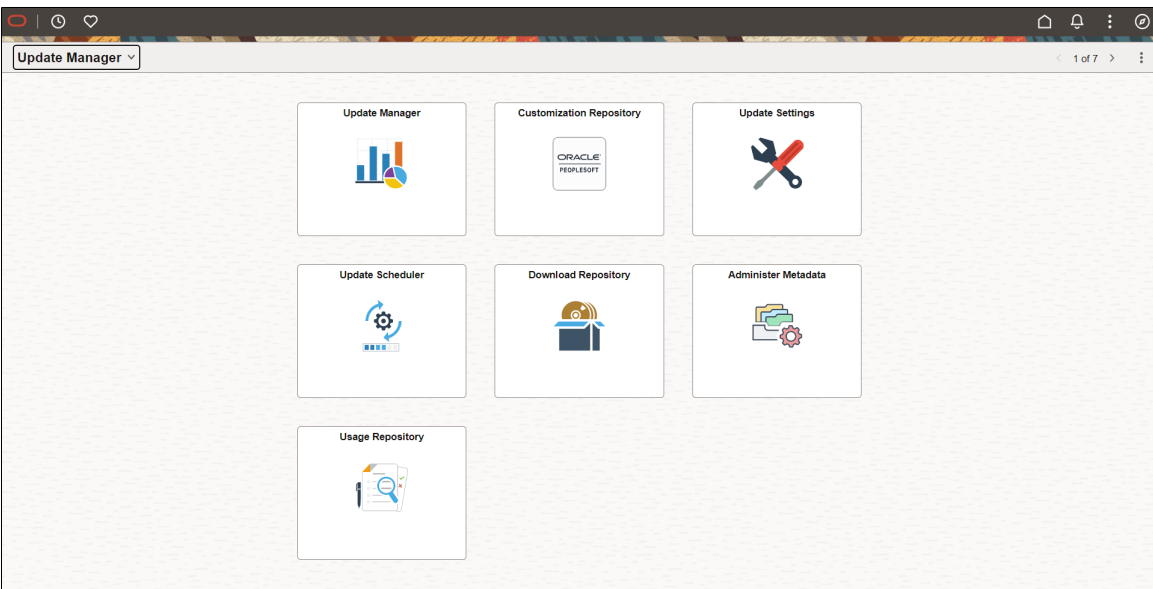 Update Manager
1 of 7
Update Manager
Customization Repository
Update Settings
ORACLE'
PEOPLESOFT
Update Scheduler
Download Repository
Administer Metadata
Usage Repository